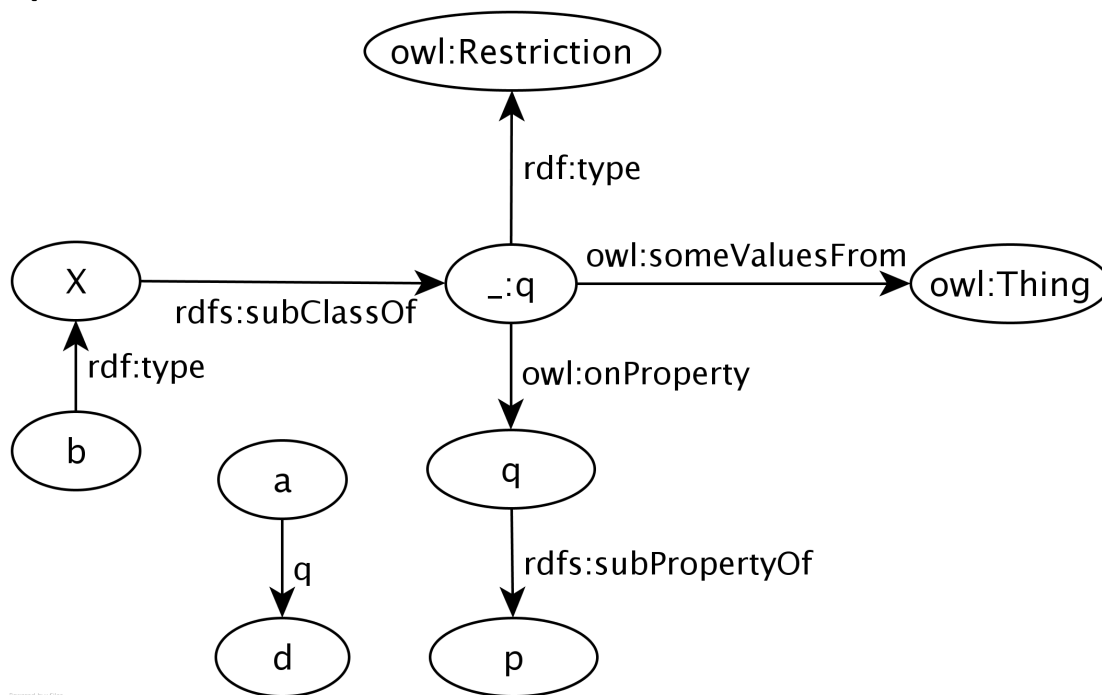 owl:Restriction
rdf:type
owl:someValuesFrom
X
_:q
owl:Thing
rdfs:subClassOf
rdf:type
owl:onProperty
b
a
q
q
rdfs:subPropertyOf
d
p